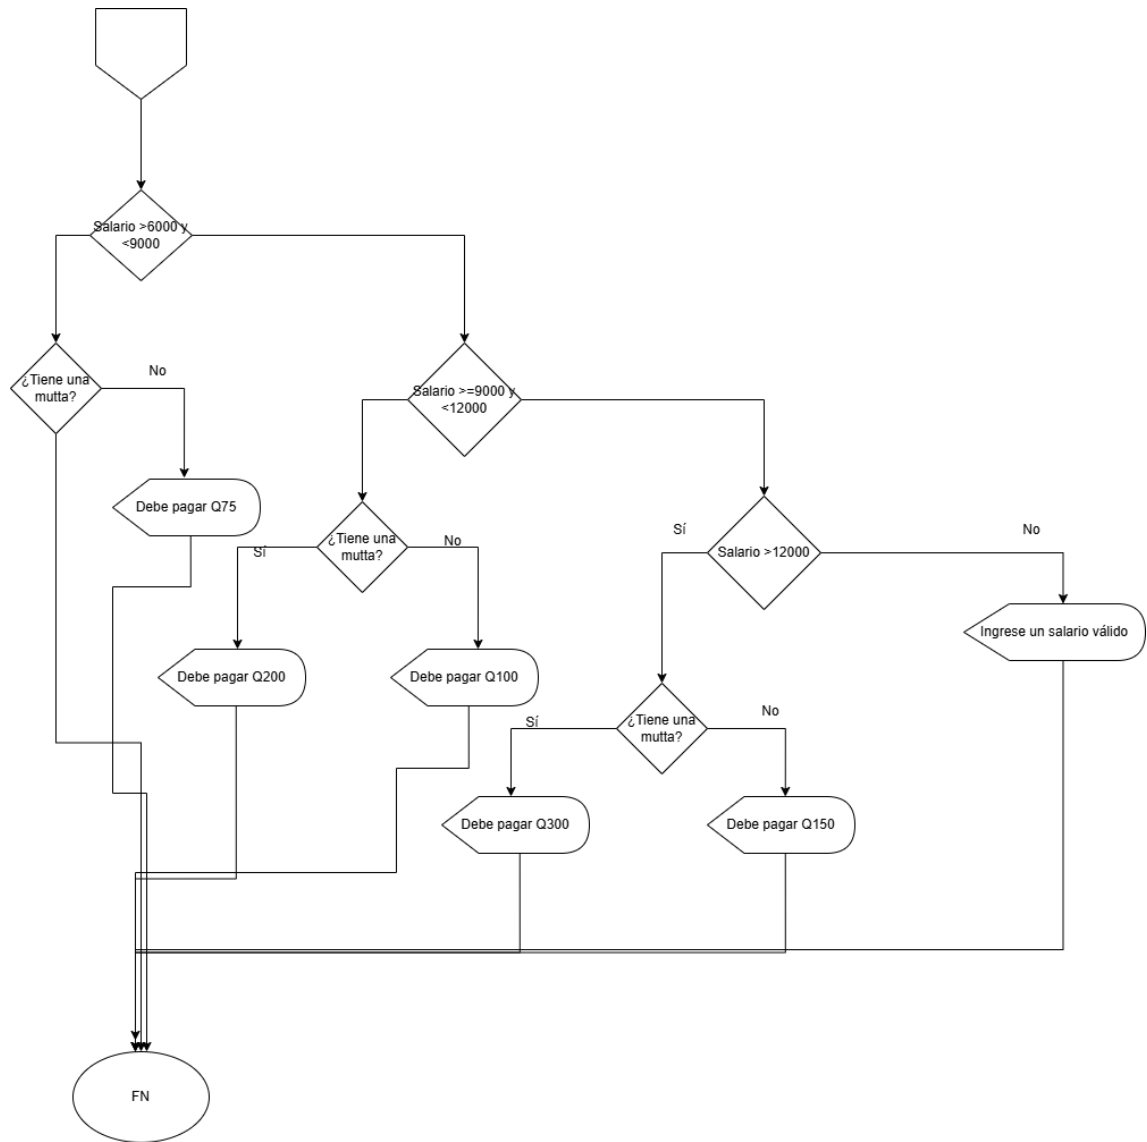 Salario >6000 y
<9000
¿Tiene una
mutta?
No
Salario >=9000 y
<12000
Debe pagar Q75
¿Tiene una
mutta?
Sí
No
Sí
Salario >12000
No
Ingrese un salario válido
Debe pagar Q200
Debe pagar Q100
¿Tiene una
mutta?
Sí
No
Debe pagar Q300
Debe pagar Q150
FN